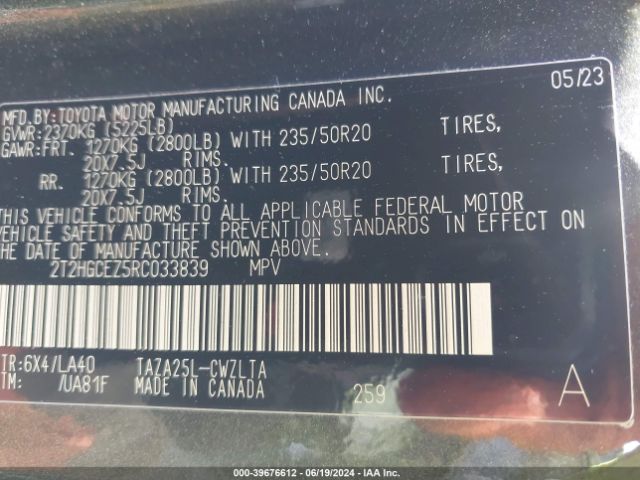 05/23
MFD.BY:TOYOTA MOTOR MANUFACTURING CANADA INC.
GVWR:2370KG (5225LB)
GAWR:FRT. 1270KG (2800LB) WITH 235/50R20 TIRES,
20X7.5J RIMS.
RR. 1270KG (2800LB) WITH 235/50R20 TIRES,
20X7.5J RIMS.
THIS VEHICLE CONFORMS TO ALL APPLICABLE FEDERAL MOTOR
VEHICLE SAFETY AND THEFT PREVENTION STANDARDS IN EFFECT ON
THE DATE OF MANUFACTURE SHOWN ABOVE.
2T2HGCEZ5RC033839 MPV
TR:6X4/LA40 TAZA25L-CWZLTA
TM: /UA81F MADE IN CANADA 259 A
000-39676612 - 06/19/2024 - IAA Inc.